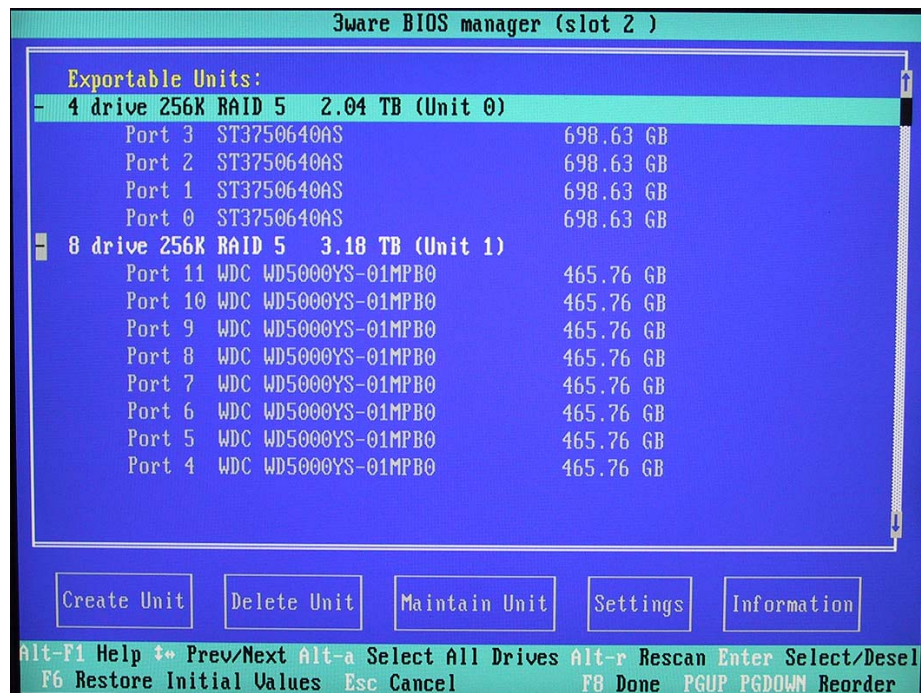 3ware BIOS manager (slot 2 )
Exportable Units:
- 4 drive 256K RAID 5 2.04 TB (Unit 0)
Port 3 ST3750640AS 698.63 GB
Port 2 ST3750640AS 698.63 GB
Port 1 ST3750640AS 698.63 GB
Port 0 ST3750640AS 698.63 GB
- 8 drive 256K RAID 5 3.18 TB (Unit 1)
Port 11 WDC WD5000YS-01MPB0 465.76 GB
Port 10 WDC WD5000YS-01MPB0 465.76 GB
Port 9 WDC WD5000YS-01MPB0 465.76 GB
Port 8 WDC WD5000YS-01MPB0 465.76 GB
Port 7 WDC WD5000YS-01MPB0 465.76 GB
Port 6 WDC WD5000YS-01MPB0 465.76 GB
Port 5 WDC WD5000YS-01MPB0 465.76 GB
Port 4 WDC WD5000YS-01MPB0 465.76 GB
Create Unit Delete Unit Maintain Unit Settings Information
Alt-F1 Help ↕↔ Prev/Next Alt-a Select All Drives Alt-r Rescan Enter Select/Desel
F6 Restore Initial Values Esc Cancel F8 Done PGUP PGDOWN Reorder